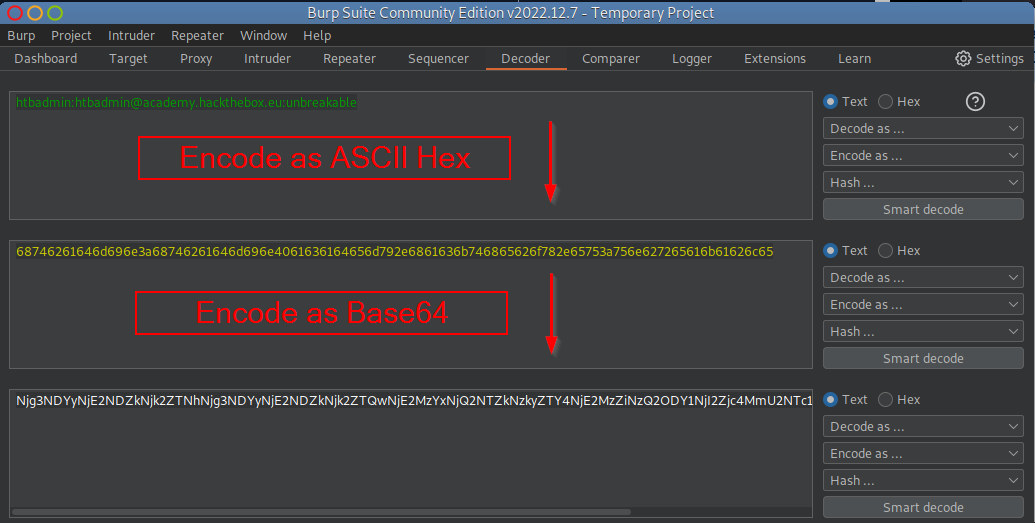 Burp Suite Community Edition v2022.12.7 - Temporary Project
Burp Project Intruder Repeater Window Help
Dashboard Target Proxy Intruder Repeater Sequencer Decoder Comparer Logger Extensions Learn Settings
htbadmin:htbadmin@academy.hackthebox.eu:unbreakable
Text Hex ?
Encode as ASCII Hex
Decode as ...
Encode as ...
Hash ...
Smart decode
68746261646d696e3a68746261646d696e4061636164656d792e6861636b746865626f782e65753a756e627265616b61626c65
Text Hex
Encode as Base64
Decode as ...
Encode as ...
Hash ...
Smart decode
Njg3NDYyNjE2NDZkNjk2ZTNhNjg3NDYyNjE2NDZkNjk2ZTQwNjE2MzYxNjQ2NTZkNzkyZTY4NjE2MzZiNzQ2ODY1NjI2Zjc4MmU2NTc1
Text Hex
Decode as ...
Encode as ...
Hash ...
Smart decode